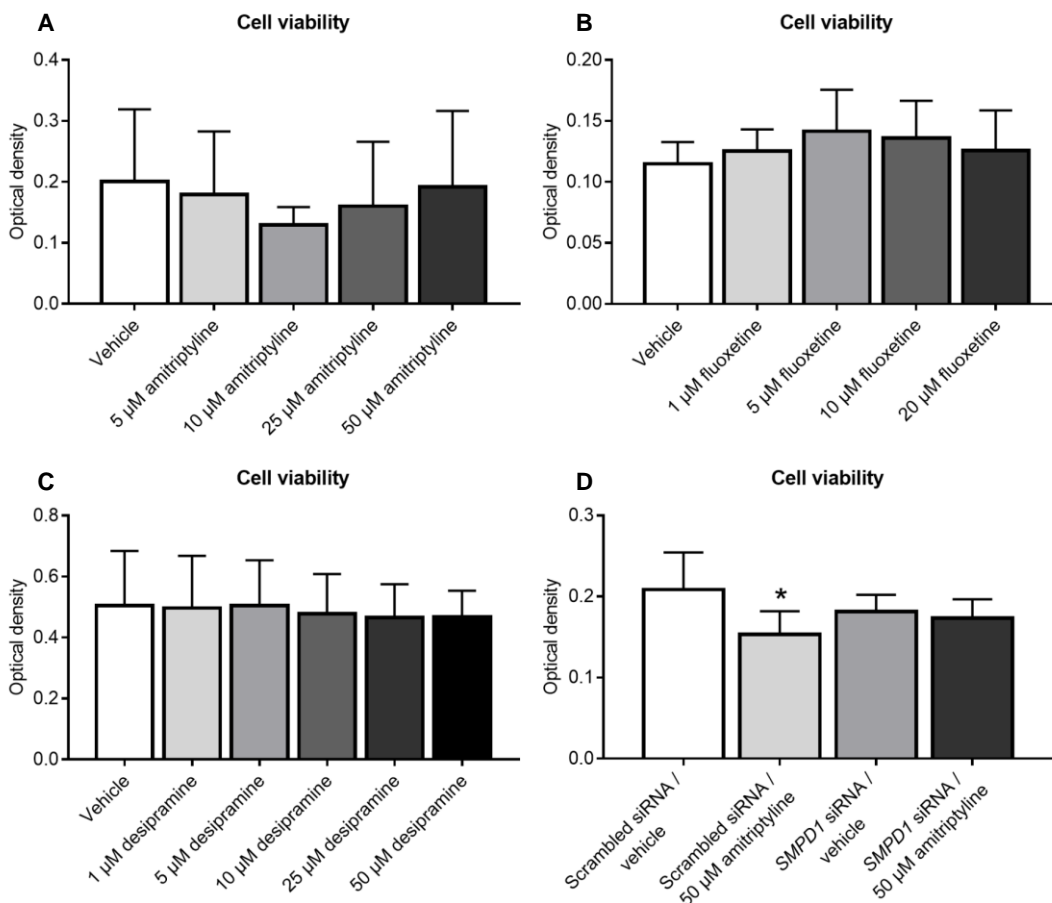 A
Cell viability
Optical density
0.4
0.3
0.2
0.1
0.0
Vehicle
5 µM amitriptyline
10 µM amitriptyline
25 µM amitriptyline
50 µM amitriptyline
B
Cell viability
Optical density
0.20
0.15
0.10
0.05
0.00
Vehicle
1 µM fluoxetine
5 µM fluoxetine
10 µM fluoxetine
20 µM fluoxetine
C
Cell viability
Optical density
0.8
0.6
0.4
0.2
0.0
Vehicle
1 µM desipramine
5 µM desipramine
10 µM desipramine
25 µM desipramine
50 µM desipramine
D
Cell viability
Optical density
0.3
0.2
0.1
0.0
*
Scrambled siRNA /
vehicle
Scrambled siRNA /
50 µM amitriptyline
SMPD1 siRNA /
vehicle
SMPD1 siRNA /
50 µM amitriptyline